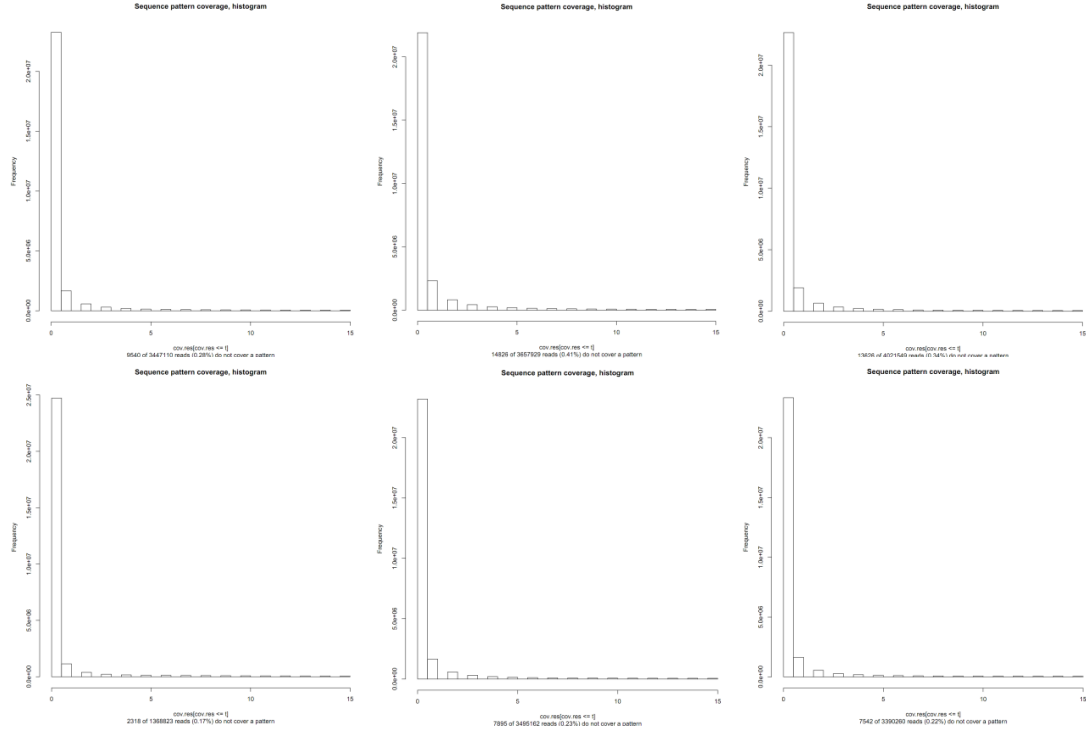 Sequence pattern coverage, histogram
Frequency
0.0e+00
5.0e+06
1.0e+07
1.5e+07
2.0e+07
0
5
10
15
cov.res[cov.res <= t]
9540 of 3447110 reads (0.28%) do not cover a pattern
Sequence pattern coverage, histogram
Frequency
0.0e+00
5.0e+06
1.0e+07
1.5e+07
2.0e+07
0
5
10
15
cov.res[cov.res <= t]
14826 of 3657929 reads (0.41%) do not cover a pattern
Sequence pattern coverage, histogram
Frequency
0.0e+00
5.0e+06
1.0e+07
1.5e+07
2.0e+07
0
5
10
15
cov.res[cov.res <= t]
13626 of 4021549 reads (0.34%) do not cover a pattern
Sequence pattern coverage, histogram
Frequency
0.0e+00
5.0e+06
1.0e+07
1.5e+07
2.0e+07
2.5e+07
0
5
10
15
cov.res[cov.res <= t]
2318 of 1368823 reads (0.17%) do not cover a pattern
Sequence pattern coverage, histogram
Frequency
0.0e+00
5.0e+06
1.0e+07
1.5e+07
2.0e+07
0
5
10
15
cov.res[cov.res <= t]
7895 of 3495162 reads (0.23%) do not cover a pattern
Sequence pattern coverage, histogram
Frequency
0.0e+00
5.0e+06
1.0e+07
1.5e+07
2.0e+07
0
5
10
15
cov.res[cov.res <= t]
7542 of 3390260 reads (0.22%) do not cover a pattern